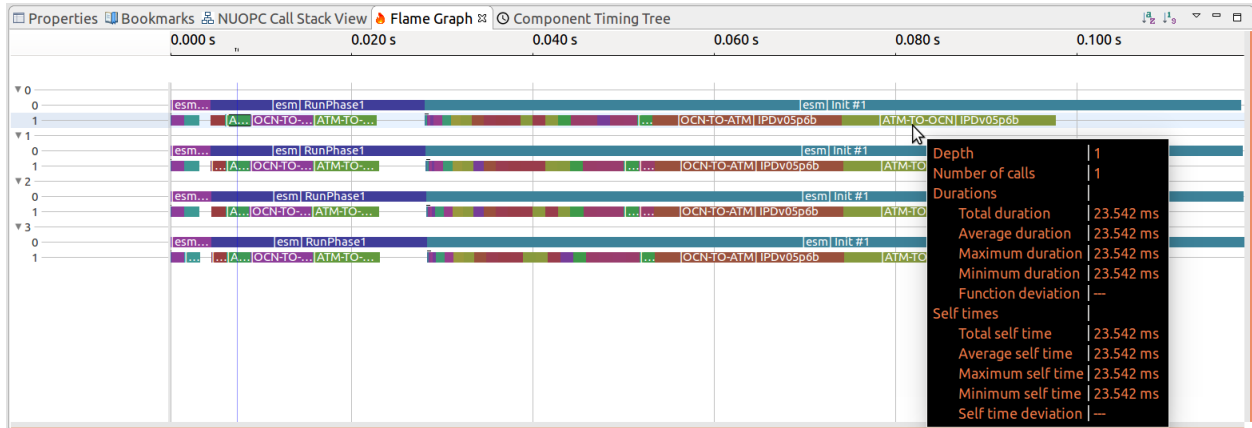 Properties Bookmarks NUOPC Call Stack View Flame Graph Component Timing Tree
0.000 s 0.020 s 0.040 s 0.060 s 0.080 s 0.100 s
0
0 |esm... |esm| RunPhase1 |esm| Init #1
1 |A... |OCN-TO-... |ATM-TO-... |... |OCN-TO-ATM| IPDv05p6b |ATM-TO-OCN| IPDv05p6b
1
0 |esm... |esm| RunPhase1 |esm| Init #1
1 |... |A... |OCN-TO-... |ATM-TO-... |... |... |OCN-TO-ATM| IPDv05p6b |ATM-TO
2
0 |esm... |esm| RunPhase1 |esm| Init #1
1 |A... |OCN-TO-... |ATM-TO-... |... |... |OCN-TO-ATM| IPDv05p6b |ATM-TO
3
0 |esm... |esm| RunPhase1 |esm| Init #1
1 |... |... |A... |OCN-TO-... |ATM-TO-... |... |OCN-TO-ATM| IPDv05p6b |ATM-TO
Depth 1
Number of calls 1
Durations
Total duration 23.542 ms
Average duration 23.542 ms
Maximum duration 23.542 ms
Minimum duration 23.542 ms
Function deviation ---
Self times
Total self time 23.542 ms
Average self time 23.542 ms
Maximum self time 23.542 ms
Minimum self time 23.542 ms
Self time deviation ---